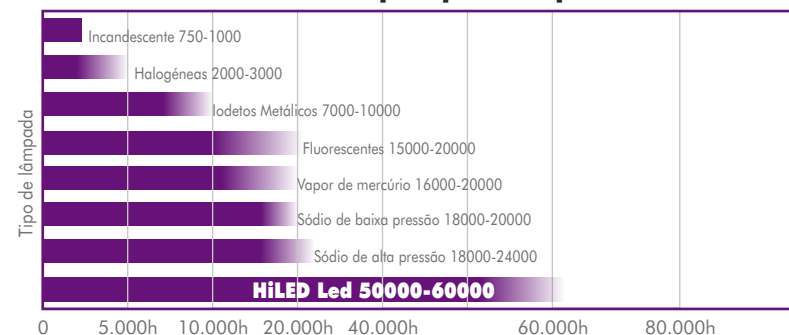 Incandescente 750-1000
Halogéneas 2000-3000
Iodetos Metálicos 7000-10000
Fluorescentes 15000-20000
Vapor de mercúrio 16000-20000
Sódio de baixa pressão 18000-20000
Sódio de alta pressão 18000-24000
HiLED Led 50000-60000
Tipo de lâmpada
0 5.000h 10.000h 20.000h 40.000h 60.000h 80.000h